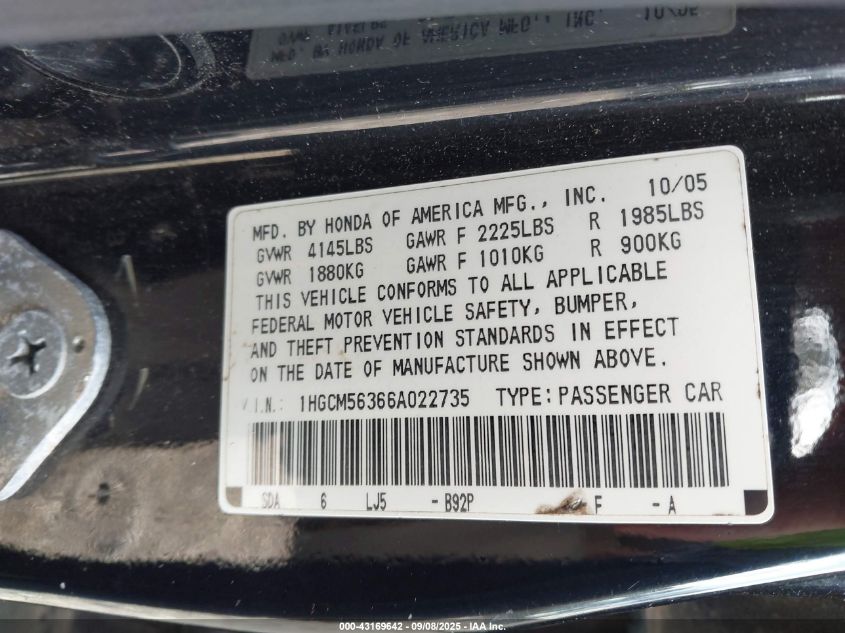 MFD. BY HONDA OF AMERICA MFG., INC. 10/05
GVWR 4145LBS GAWR F 2225LBS R 1985LBS
GVWR 1880KG GAWR F 1010KG R 900KG
THIS VEHICLE CONFORMS TO ALL APPLICABLE
FEDERAL MOTOR VEHICLE SAFETY, BUMPER,
AND THEFT PREVENTION STANDARDS IN EFFECT
ON THE DATE OF MANUFACTURE SHOWN ABOVE.
V.I.N.: 1HGCM56366A022735 TYPE: PASSENGER CAR
SDA 6 LJ5 -B92P F -A
000-43169642 - 09/08/2025 - IAA, Inc.